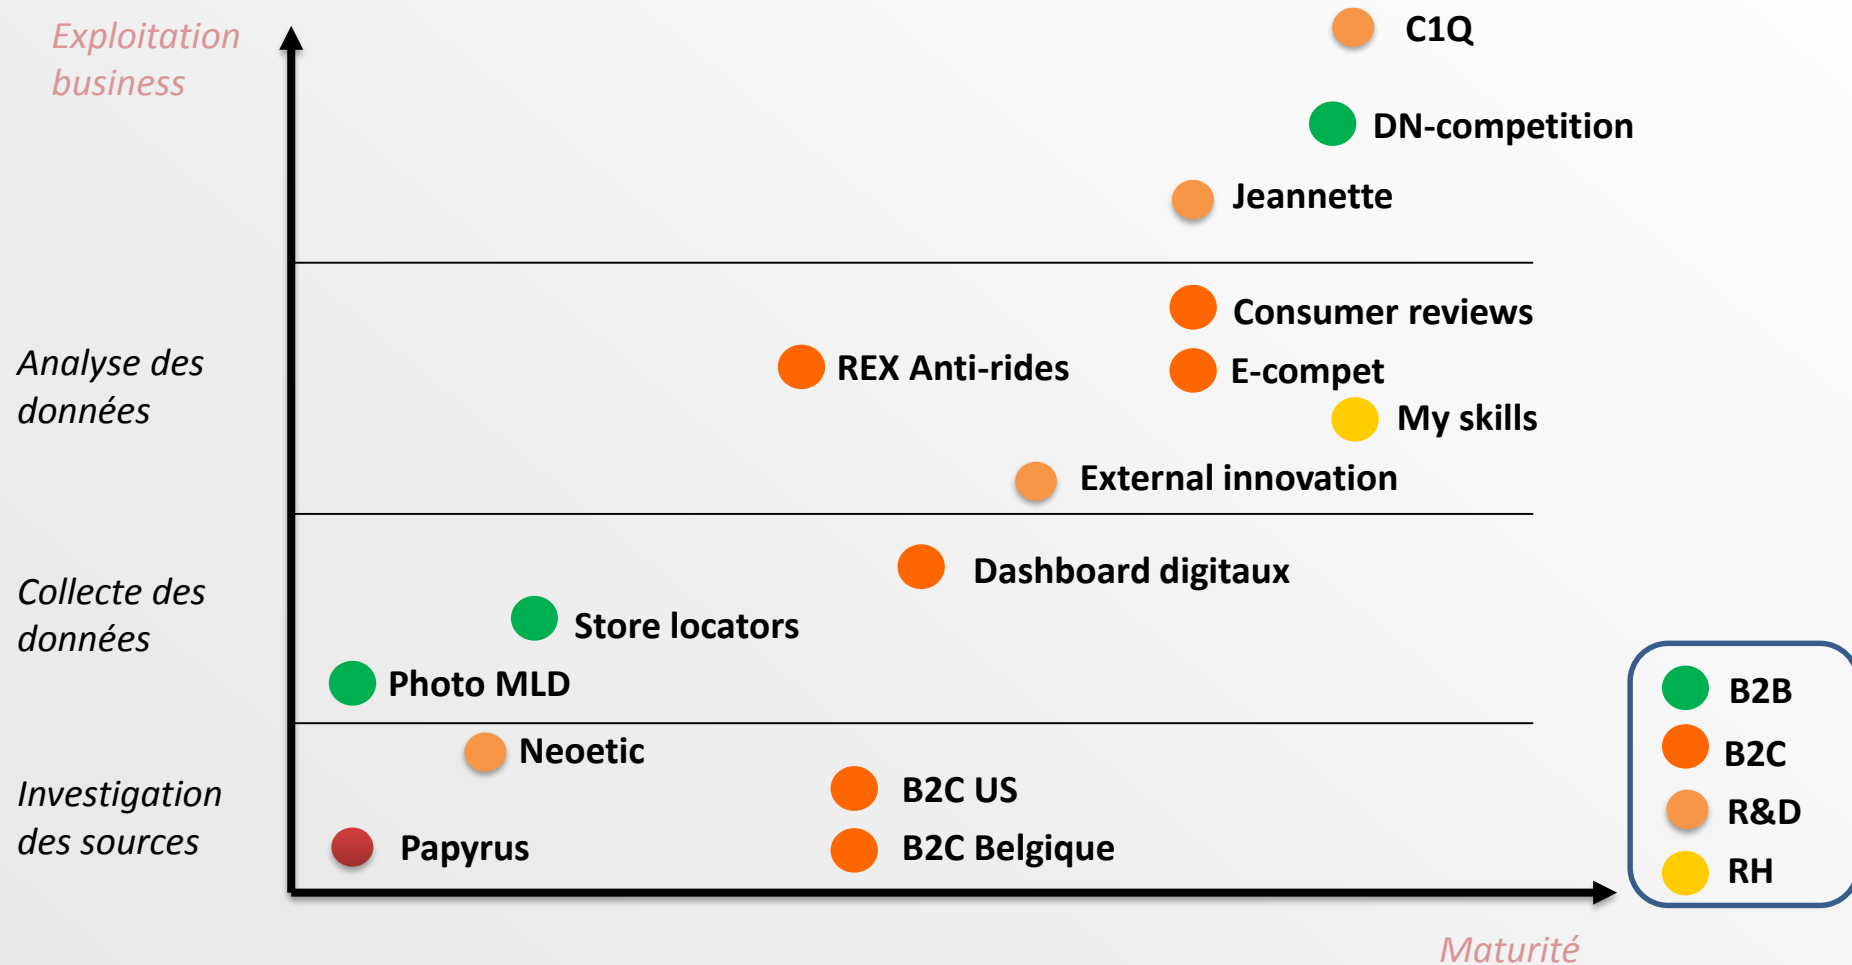 Exploitation
business
C1Q
DN-competition
Jeannette
Consumer reviews
Analyse des
données
REX Anti-rides
E-compet
My skills
External innovation
Collecte des
données
Dashboard digitaux
Store locators
Photo MLD
Investigation
des sources
Neoetic
B2C US
Papyrus
B2C Belgique
B2B
B2C
R&D
RH
Maturité